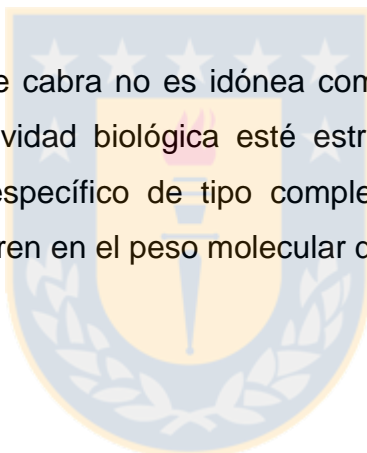 e cabra no es idónea com
vidad biológica esté estr
específico de tipo comple
ren en el peso molecular